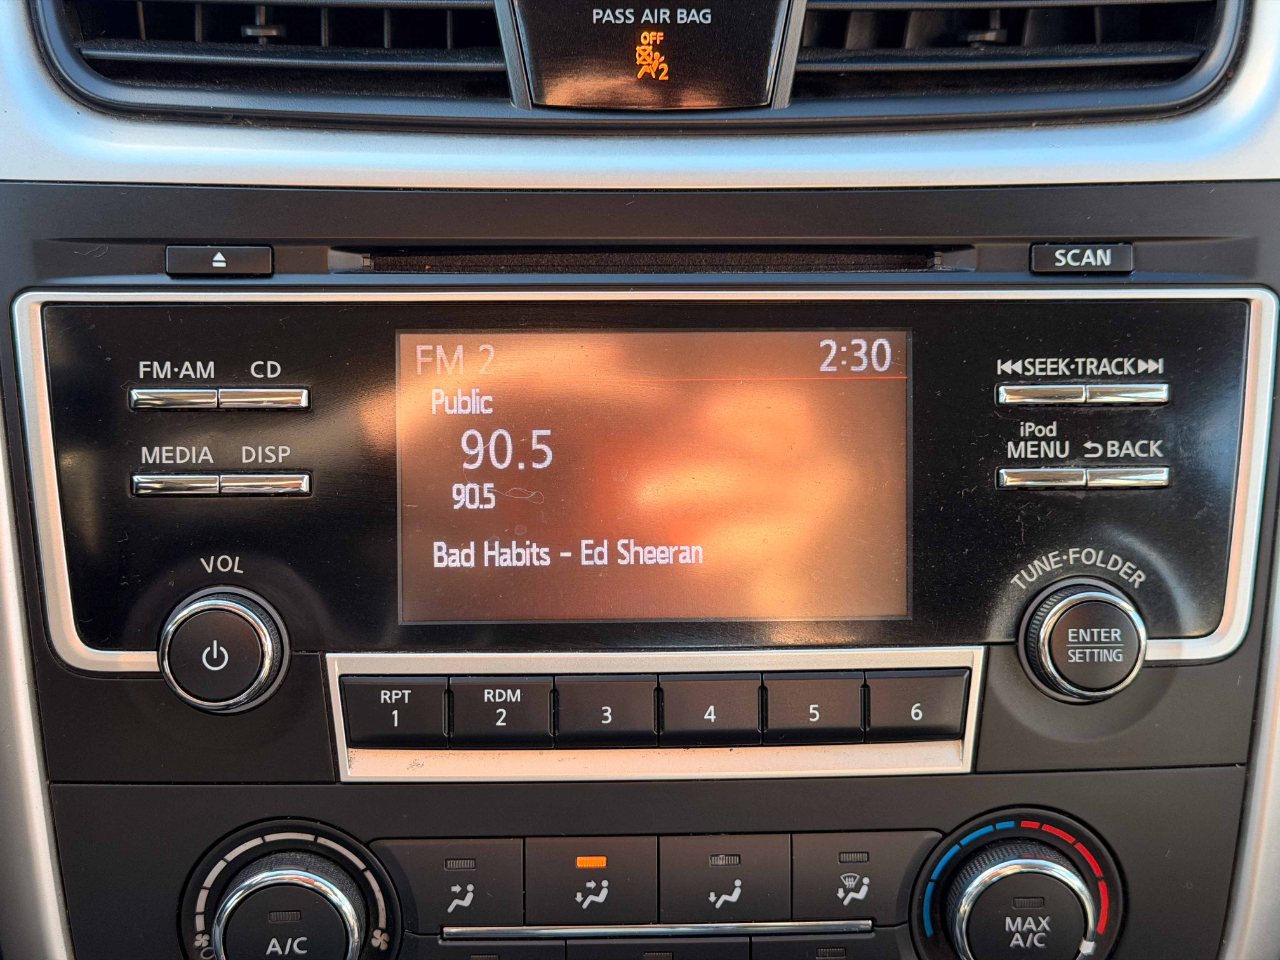 PASS AIR BAG
OFF
2
SCAN
FM·AM CD
MEDIA DISP
VOL
FM 2 2:30
Public
90.5
90.5
Bad Habits - Ed Sheeran
SEEK·TRACK
iPod
MENU BACK
TUNE·FOLDER
ENTER
SETTING
RPT
1
RDM
2
3
4
5
6
A/C
MAX
A/C